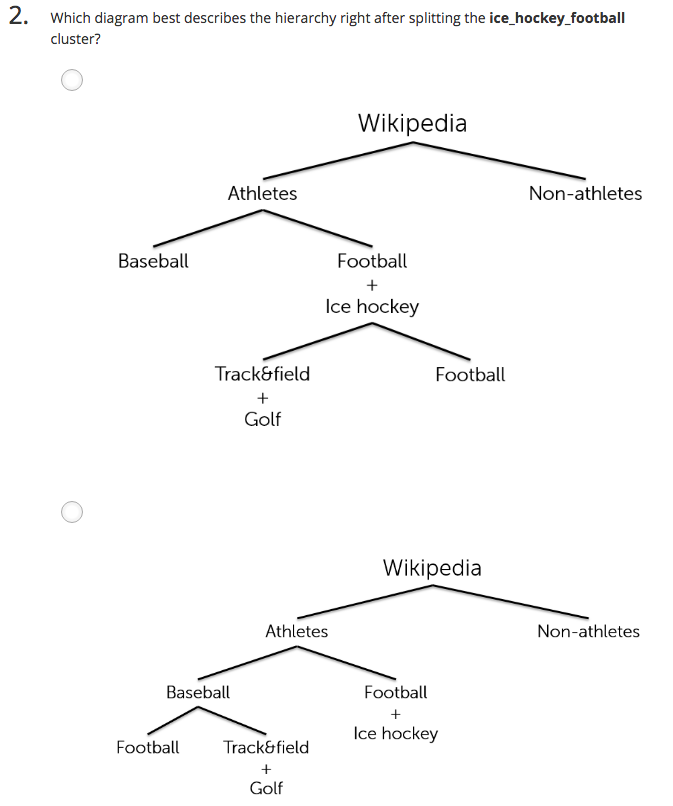 2. Which diagram best describes the hierarchy right after splitting the ice_hockey_football
cluster?
Wikipedia
Athletes Non-athletes
Baseball Football
+
Ice hockey
Track&field Football
+
Golf
Wikipedia
Athletes Non-athletes
Baseball Football
+
Ice hockey
Football Track&field
+
Golf